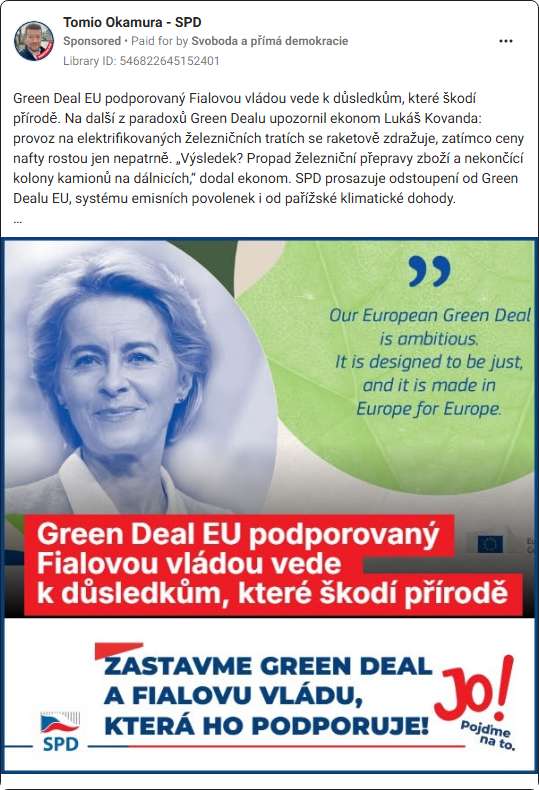 Tomio Okamura - SPD
Sponsored • Paid for by Svoboda a přímá demokracie
Library ID: 546822645152401
Green Deal EU podporovaný Fialovou vládou vede k důsledkům, které škodí
přírodě. Na další z paradoxů Green Dealu upozornil ekonom Lukáš Kovanda:
provoz na elektrifikovaných železničních tratích se raketově zdražuje, zatímco ceny
nafty rostou jen nepatrně. „Výsledek? Propad železniční přepravy zboží a nekončící
kolony kamionů na dálnicích,“ dodal ekonom. SPD prosazuje odstoupení od Green
Dealu EU, systému emisních povolenek i od pařížské klimatické dohody.
...
”
Our European Green Deal
is ambitious.
It is designed to be just,
and it is made in
Europe for Europe.
Green Deal EU podporovaný
Fialovou vládou vede
k důsledkům, které škodí přírodě
ZASTAVME GREEN DEAL
A FIALOVU VLÁDU,
KTERÁ HO PODPORUJE!
SPD
Jo!
Pojďme
na to.